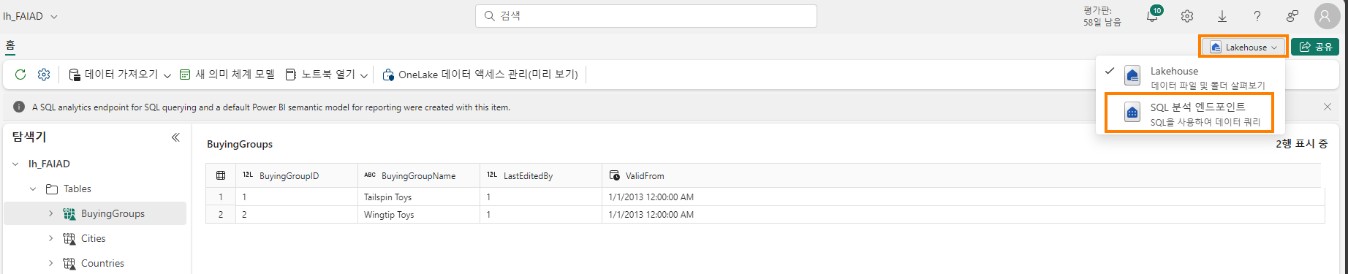 lh_FAIAD
검색
평가판:
58일 남음
10
홈
Lakehouse
공유
데이터 가져오기
새 의미 체계 모델
노트북 열기
OneLake 데이터 액세스 관리(미리 보기)
Lakehouse
데이터 파일 및 폴더 살펴보기
SQL 분석 엔드포인트
SQL을 사용하여 데이터 쿼리
A SQL analytics endpoint for SQL querying and a default Power BI semantic model for reporting were created with this item.
탐색기
lh_FAIAD
Tables
BuyingGroups
Cities
Countries
BuyingGroups
2행 표시 중
12L BuyingGroupID ABC BuyingGroupName 12L LastEditedBy ValidFrom
1 1 Tailspin Toys 1 1/1/2013 12:00:00 AM
2 2 Wingtip Toys 1 1/1/2013 12:00:00 AM